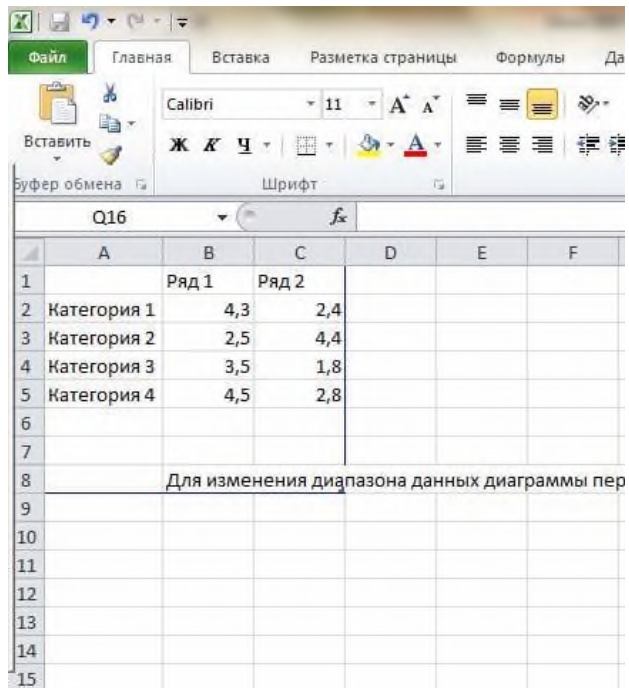 Файл Главная Вставка Разметка страницы Формулы Да
Вставить
Calibri 11 A A
Ж К Ч A
Буфер обмена Шрифт
Q16 fx
A B C D E F
1 Ряд 1 Ряд 2
2 Категория 1 4,3 2,4
3 Категория 2 2,5 4,4
4 Категория 3 3,5 1,8
5 Категория 4 4,5 2,8
6
7
8 Для изменения диапазона данных диаграммы пер
9
10
11
12
13
14
15